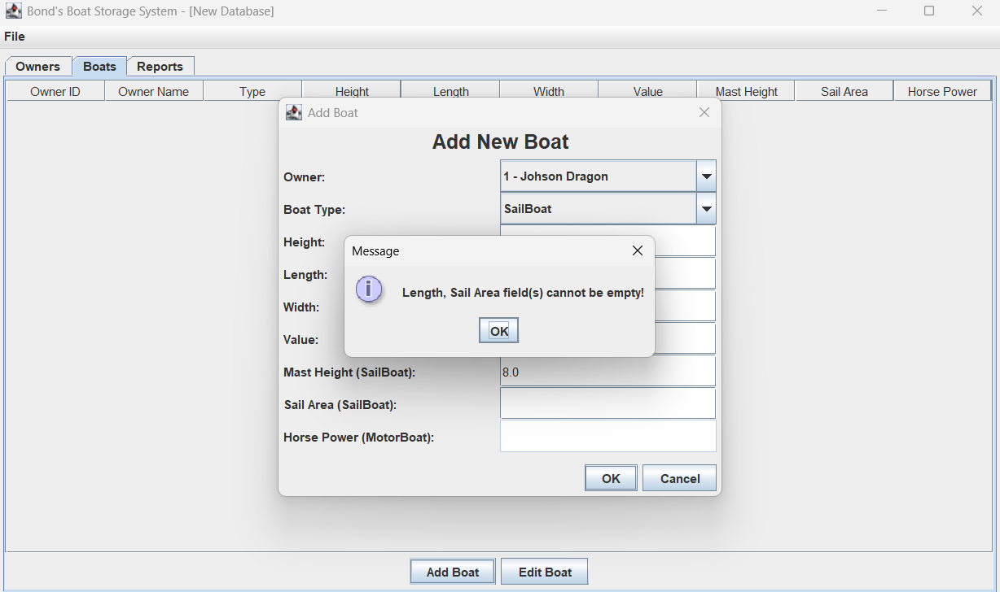 Bond's Boat Storage System - [New Database]
File
Owners Boats Reports
Owner ID Owner Name Type Height Length Width Value Mast Height Sail Area Horse Power
Add Boat
Add New Boat
Owner: 1 - Johson Dragon
Boat Type: SailBoat
Height:
Message
Length:
Length, Sail Area field(s) cannot be empty!
Width:
OK
Value:
Mast Height (SailBoat): 8.0
Sail Area (SailBoat):
Horse Power (MotorBoat):
OK Cancel
Add Boat Edit Boat